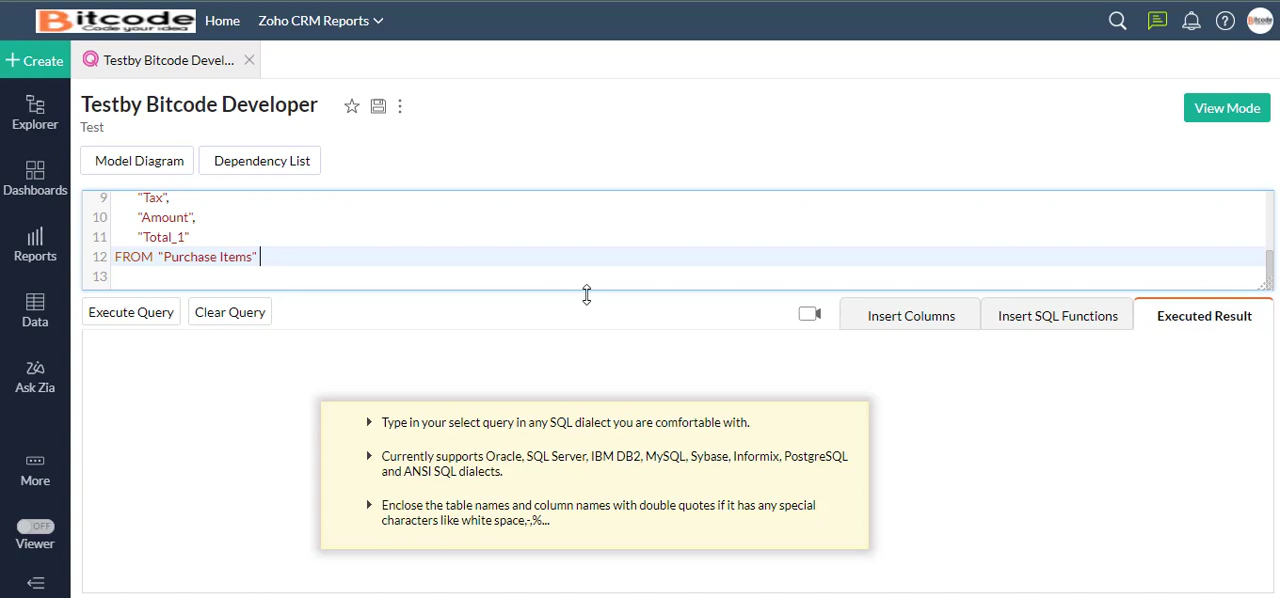 Bitcode
Code your idea
Home
Zoho CRM Reports
Create
Testby Bitcode Devel...
Explorer
Dashboards
Reports
Data
Ask Zia
More
OFF
Viewer
Testby Bitcode Developer
View Mode
Test
Model Diagram
Dependency List
9 "Tax",
10 "Amount",
11 "Total_1"
12 FROM "Purchase Items"
13
Execute Query
Clear Query
Insert Columns
Insert SQL Functions
Executed Result
Type in your select query in any SQL dialect you are comfortable with.
Currently supports Oracle, SQL Server, IBM DB2, MySQL, Sybase, Informix, PostgreSQL
and ANSI SQL dialects.
Enclose the table names and column names with double quotes if it has any special
characters like white space,-,%...